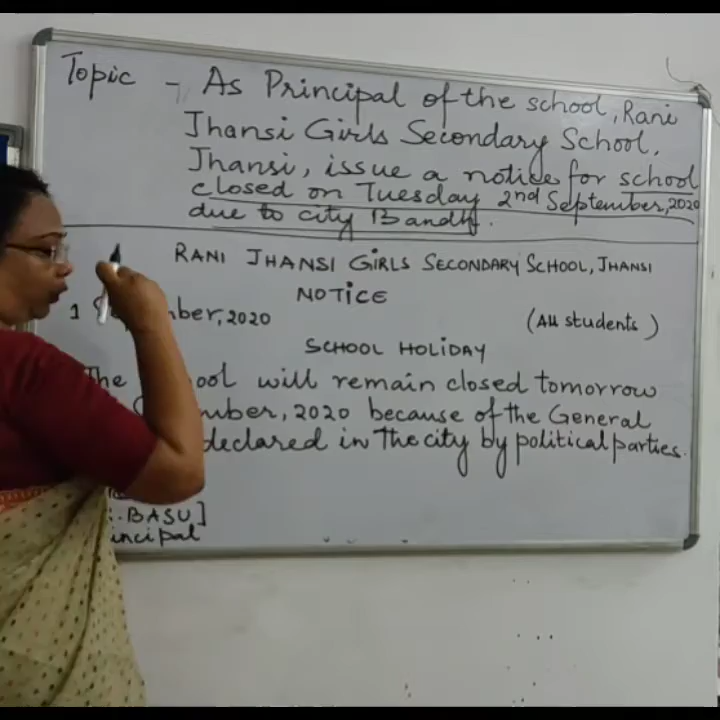 Topic - As Principal of the school, Rani
Jhansi Girls Secondary School,
Jhansi, issue a notice for school
closed on Tuesday 2nd September, 2020
due to city Bandh.
RANI JHANSI GIRLS SECONDARY SCHOOL, JHANSI
NOTICE
1 mber, 2020 (All students)
SCHOOL HOLIDAY
The ool will remain closed tomorrow
mber, 2020 because of the General
declared in the city by political parties.
BASU]
incipal